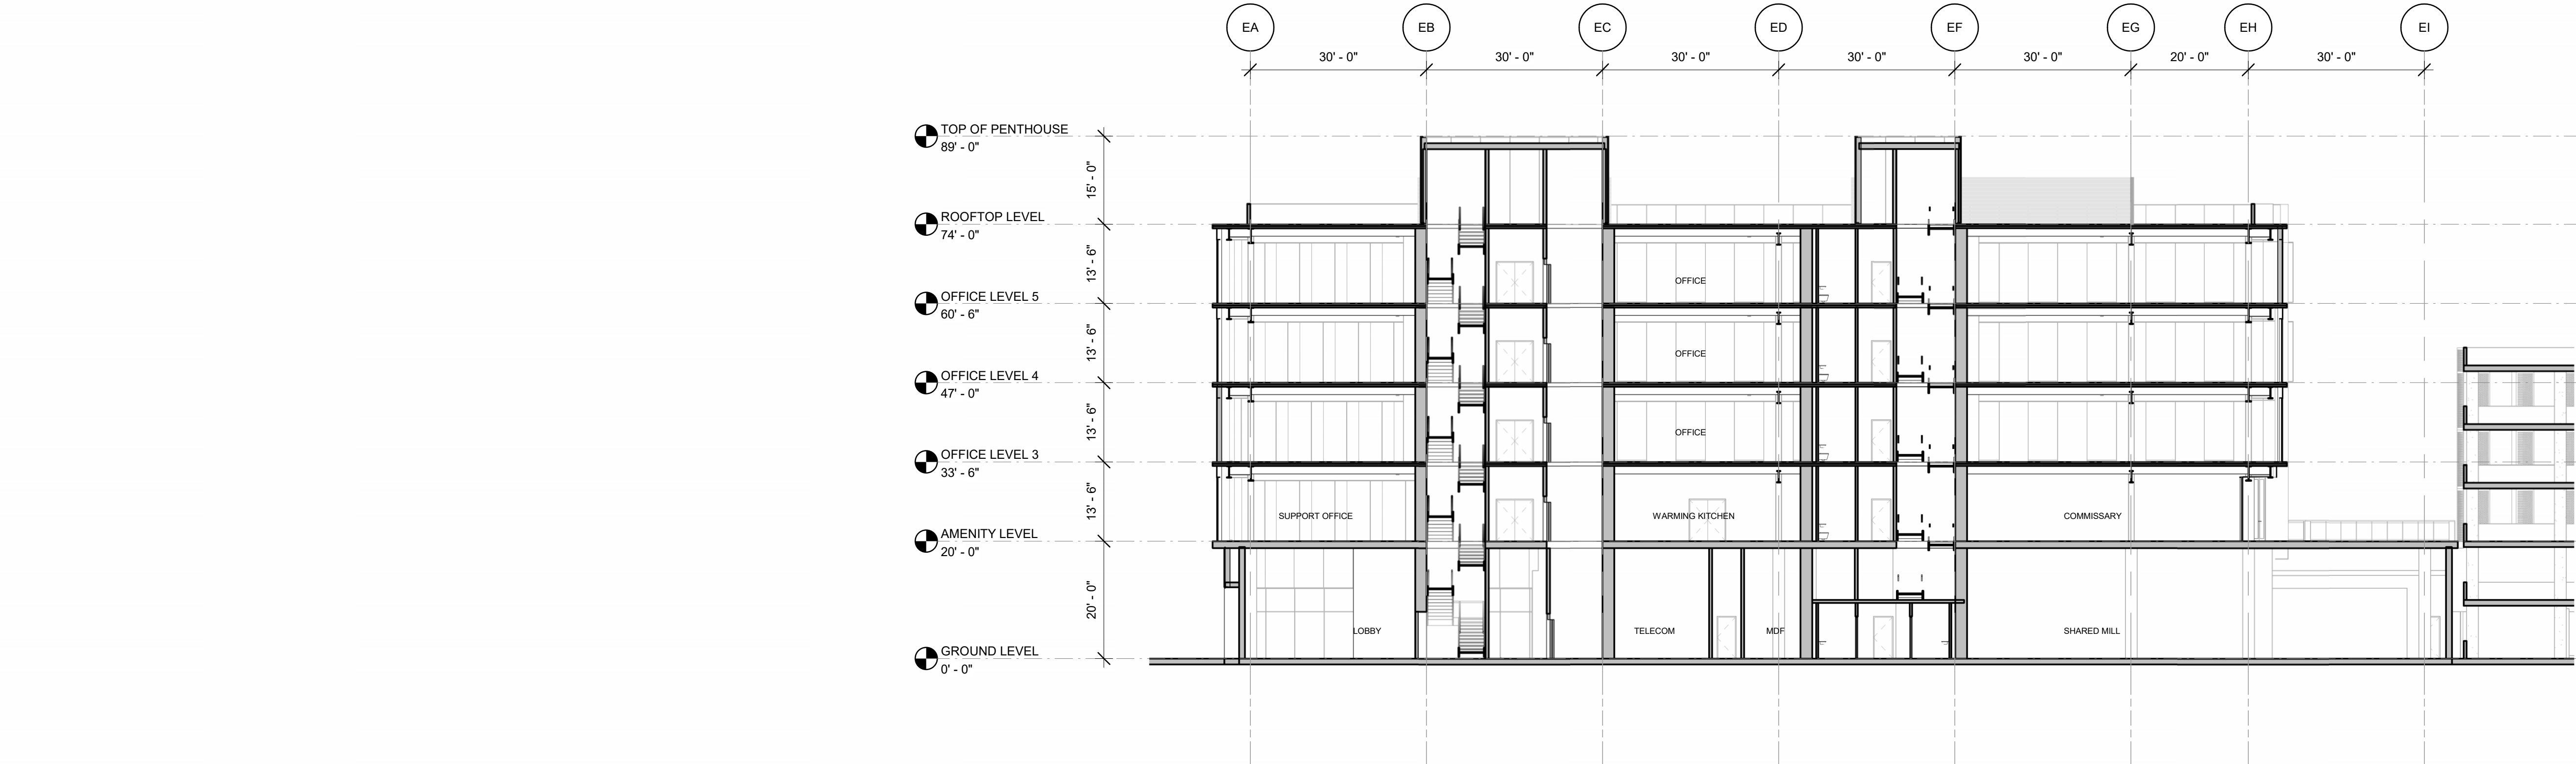 EA
EB
EC
ED
EF
EG
EH
EI
30' - 0"
30' - 0"
30' - 0"
30' - 0"
30' - 0"
20' - 0"
30' - 0"
TOP OF PENTHOUSE
89' - 0"
15' - 0"
ROOFTOP LEVEL
74' - 0"
13' - 6"
OFFICE
OFFICE LEVEL 5
60' - 6"
13' - 6"
OFFICE
OFFICE LEVEL 4
47' - 0"
13' - 6"
OFFICE
OFFICE LEVEL 3
33' - 6"
13' - 6"
SUPPORT OFFICE
WARMING KITCHEN
COMMISSARY
AMENITY LEVEL
20' - 0"
20' - 0"
LOBBY
TELECOM
MDF
SHARED MILL
GROUND LEVEL
0' - 0"